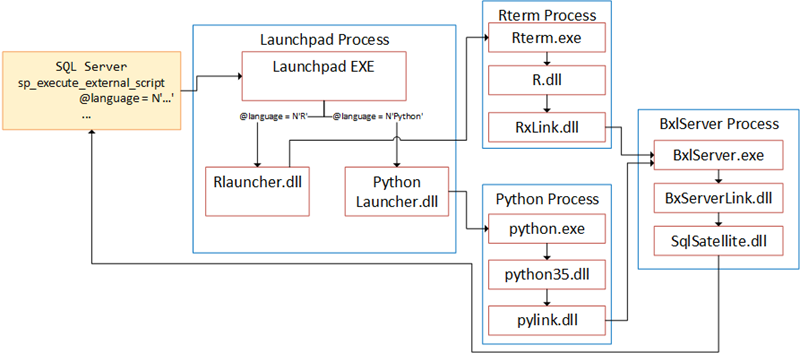 SQL Server
sp_execute_external_script
@language = N'...'
...
Launchpad Process
Launchpad EXE
@language = N'R'
@language = N'Python'
Rlauncher.dll
Python
Launcher.dll
Rterm Process
Rterm.exe
R.dll
RxLink.dll
Python Process
python.exe
python35.dll
pylink.dll
BxlServer Process
BxlServer.exe
BxServerLink.dll
SqlSatellite.dll